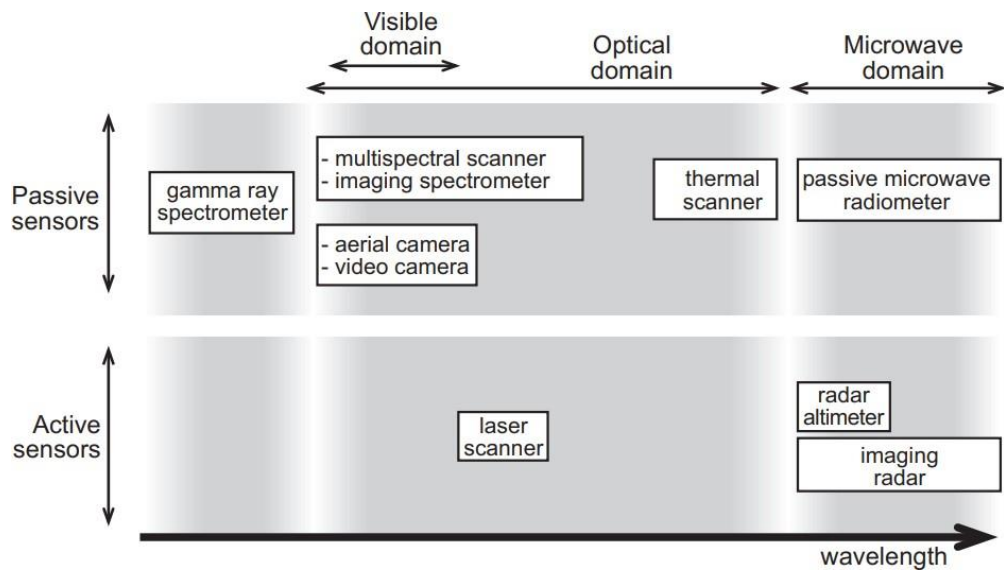 Visible
domain
Optical
domain
Microwave
domain
Passive
sensors
gamma ray
spectrometer
- multispectral scanner
- imaging spectrometer
- aerial camera
- video camera
thermal
scanner
passive microwave
radiometer
Active
sensors
laser
scanner
radar
altimeter
imaging
radar
wavelength